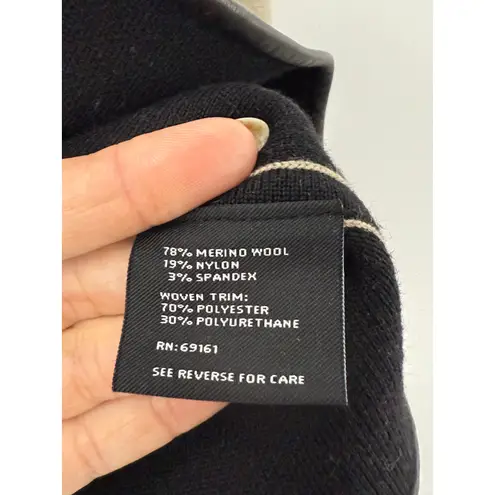 78% MERINO WOOL
19% NYLON
3% SPANDEX
WOVEN TRIM:
70% POLYESTER
30% POLYURETHANE
RN:69161
SEE REVERSE FOR CARE